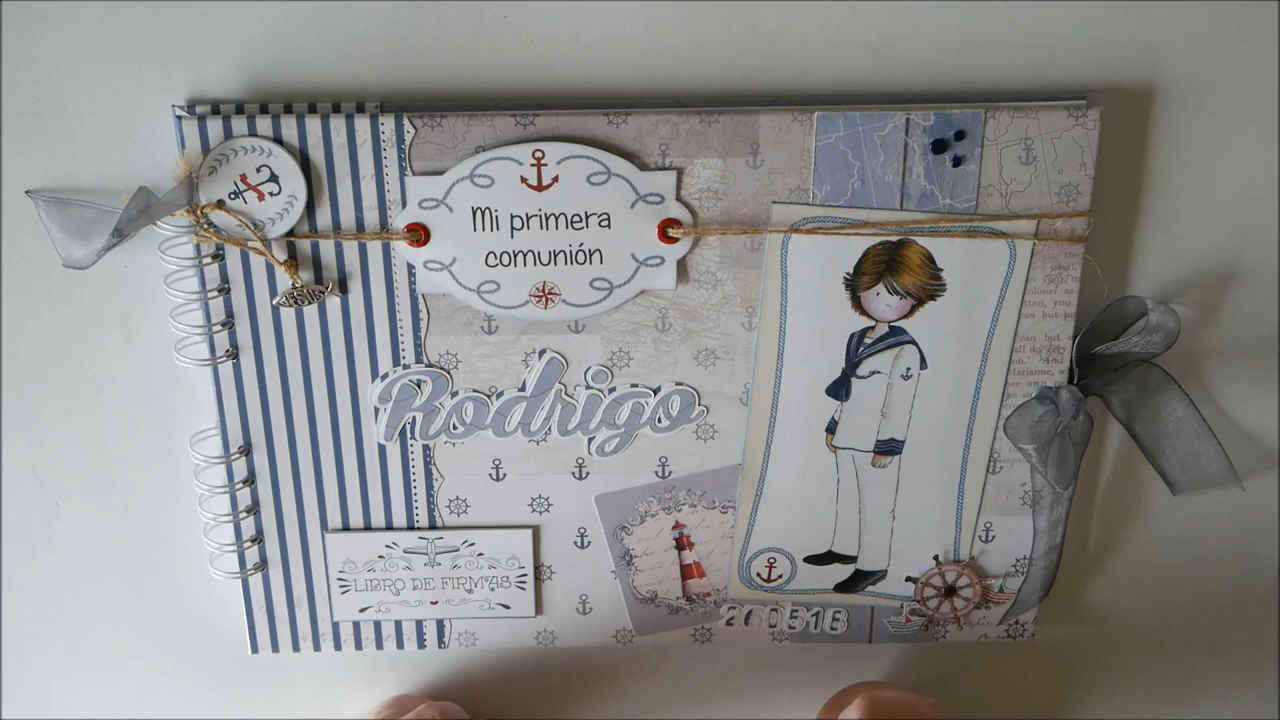 Mi primera
comunión
Rodrigo
LIBRO DE FIRMAS
260518